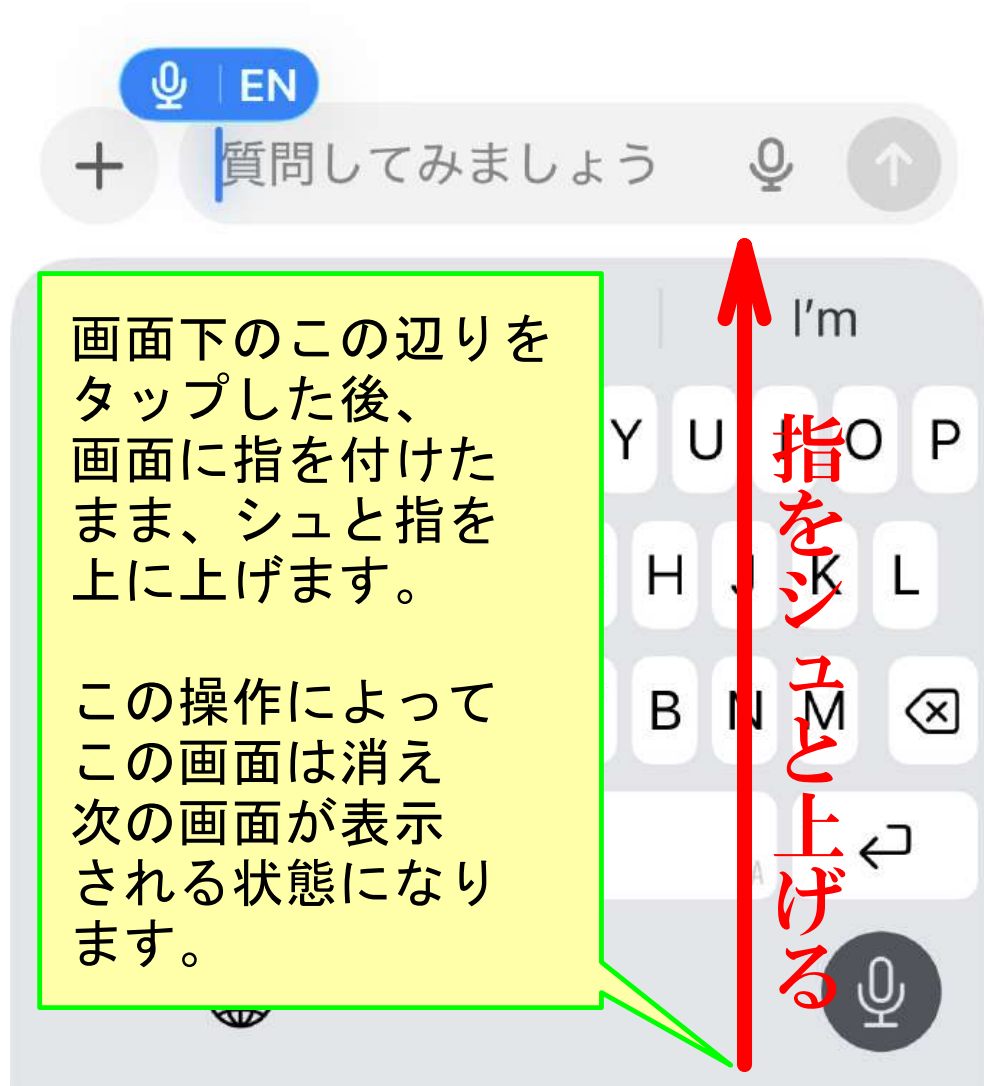 EN
質問してみましょう
I'm
画面下のこの辺りを
タップした後、
画面に指を付けた
まま、シュと指を
上に上げます。
この操作によって
この画面は消え
次の画面が表示
される状態になり
ます。
指をシュと上げる
Y U O P
H J K L
B N M
A